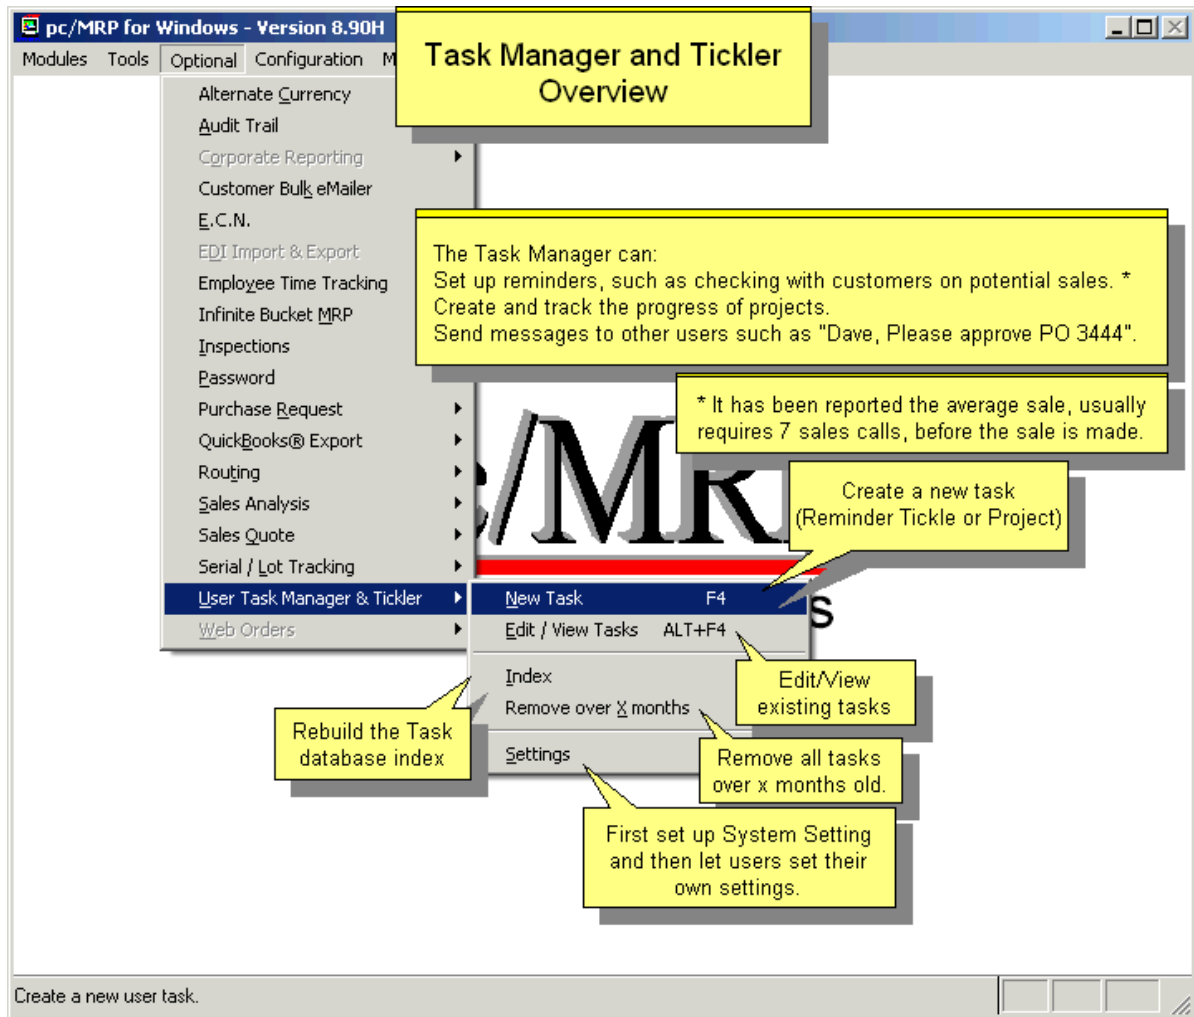 pc/MRP for Windows - Version 8.90H
Modules Tools Optional Configuration M
Task Manager and Tickler
Overview
Alternate Currency
Audit Trail
Corporate Reporting
Customer Bulk eMailer
E.C.N.
EDI Import & Export
Employee Time Tracking
Infinite Bucket MRP
Inspections
Password
Purchase Request
QuickBooks® Export
Routing
Sales Analysis
Sales Quote
Serial / Lot Tracking
User Task Manager & Tickler
Web Orders
The Task Manager can:
Set up reminders, such as checking with customers on potential sales. *
Create and track the progress of projects.
Send messages to other users such as "Dave, Please approve PO 3444".
* It has been reported the average sale, usually
requires 7 sales calls, before the sale is made.
/MR
s
Create a new task
(Reminder Tickle or Project)
New Task F4
Edit / View Tasks ALT+F4
Index
Remove over X months
Settings
Edit/View
existing tasks
Rebuild the Task
database index
Remove all tasks
over x months old.
First set up System Setting
and then let users set their
own settings.
Create a new user task.